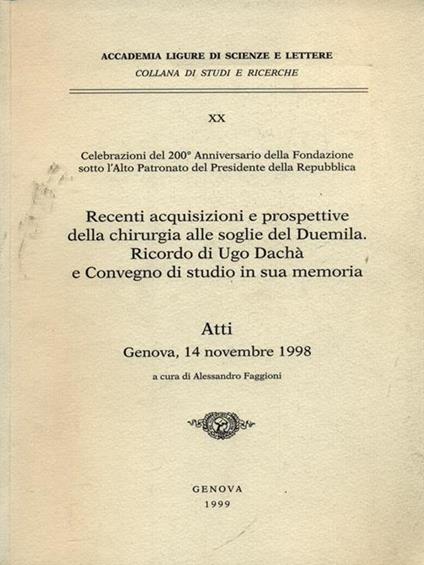 ACCADEMIA LIGURE DI SCIENZE E LETTERE
COLLANA DI STUDI E RICERCHE
XX
Celebrazioni del 200° Anniversario della Fondazione
sotto l'Alto Patronato del Presidente della Repubblica
Recenti acquisizioni e prospettive
della chirurgia alle soglie del Duemila.
Ricordo di Ugo Dachà
e Convegno di studio in sua memoria
Atti
Genova, 14 novembre 1998
a cura di Alessandro Faggioni
GENOVA
1999